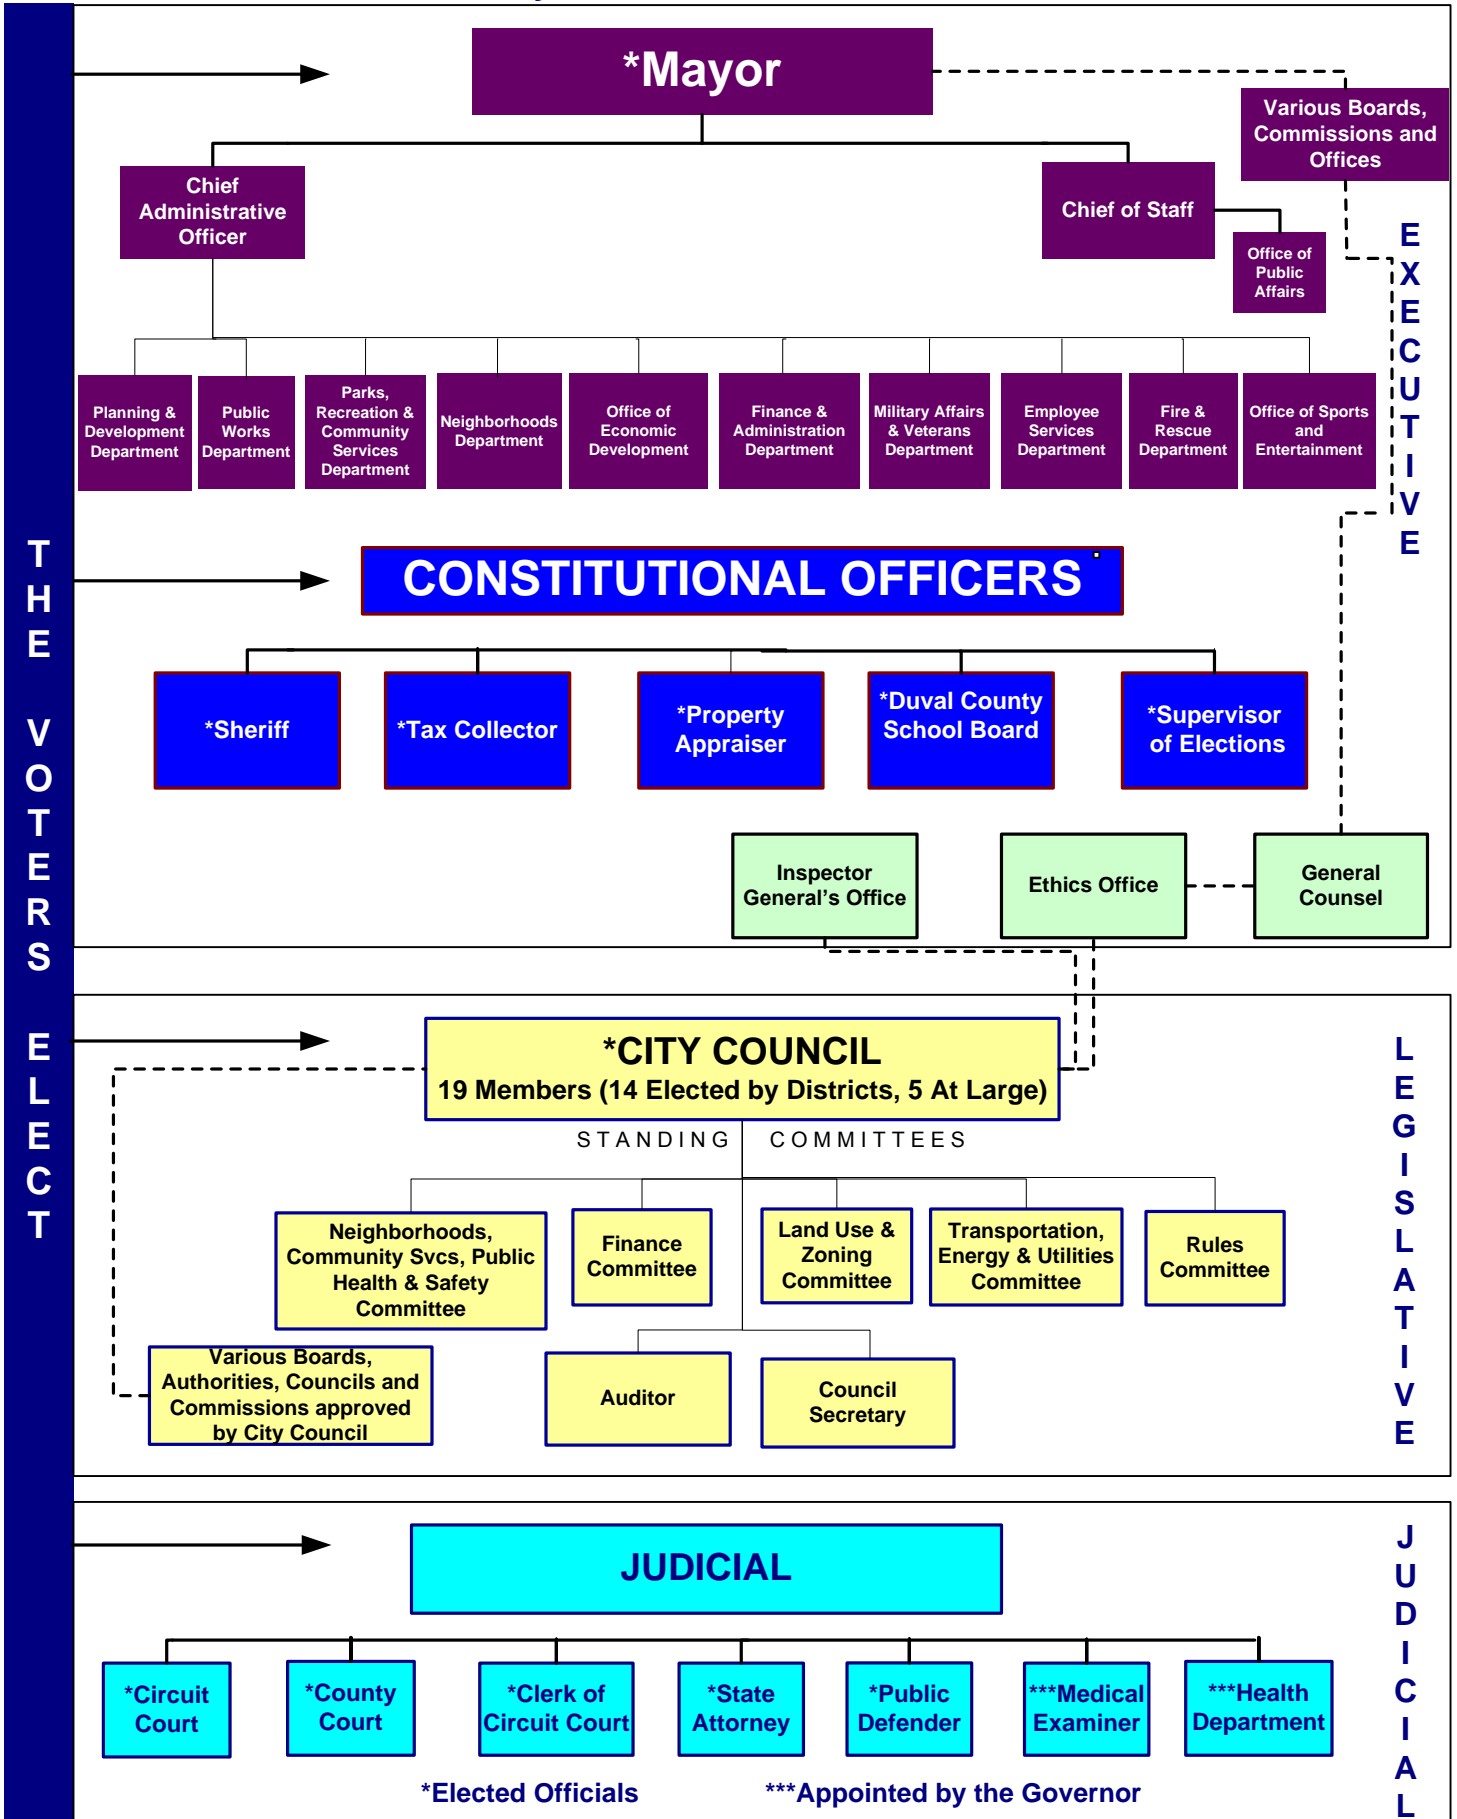 THE VOTERS ELECT
*Mayor
Various Boards,
Commissions and
Offices
Chief
Administrative
Officer
Chief of Staff
Office of
Public
Affairs
EXECUTIVE
Planning &
Development
Department
Public
Works
Department
Parks,
Recreation &
Community
Services
Department
Neighborhoods
Department
Office of
Economic
Development
Finance &
Administration
Department
Military Affairs
& Veterans
Department
Employee
Services
Department
Fire &
Rescue
Department
Office of Sports
and
Entertainment
CONSTITUTIONAL OFFICERS
*Sheriff
*Tax Collector
*Property
Appraiser
*Duval County
School Board
*Supervisor
of Elections
Inspector
General's Office
Ethics Office
General
Counsel
*CITY COUNCIL
19 Members (14 Elected by Districts, 5 At Large)
STANDING COMMITTEES
LEGISLATIVE
Neighborhoods,
Community Svcs, Public
Health & Safety
Committee
Finance
Committee
Land Use &
Zoning
Committee
Transportation,
Energy & Utilities
Committee
Rules
Committee
Various Boards,
Authorities, Councils and
Commissions approved
by City Council
Auditor
Council
Secretary
JUDICIAL
JUDICIAL
*Circuit
Court
*County
Court
*Clerk of
Circuit Court
*State
Attorney
*Public
Defender
***Medical
Examiner
***Health
Department
*Elected Officials
***Appointed by the Governor